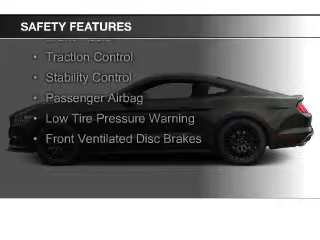 SAFETY FEATURES
• Traction Control
• Stability Control
• Passenger Airbag
• Low Tire Pressure Warning
• Front Ventilated Disc Brakes